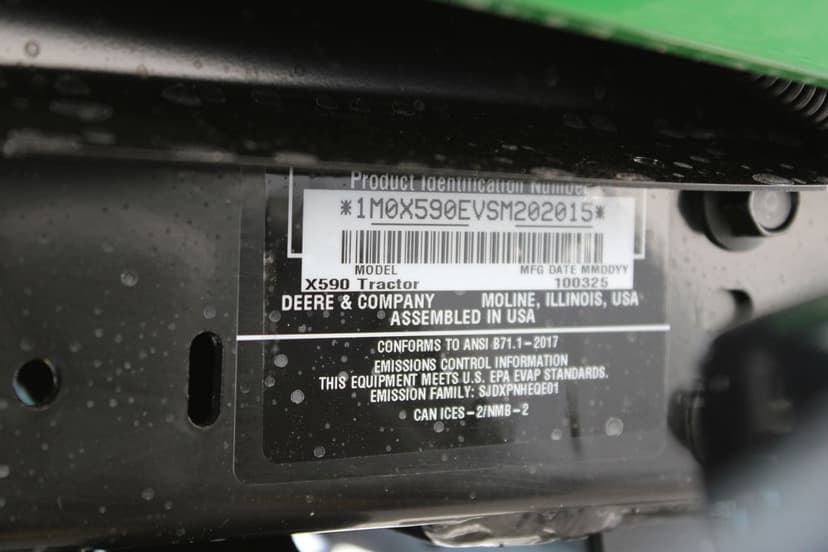 Product Identification Number
*1M0X590EVSM202015*
MODEL MFG DATE MMDDYY
X590 Tractor 100325
DEERE & COMPANY MOLINE, ILLINOIS, USA
ASSEMBLED IN USA
CONFORMS TO ANSI B71.1-2017
EMISSIONS CONTROL INFORMATION
THIS EQUIPMENT MEETS U.S. EPA EVAP STANDARDS.
EMISSION FAMILY: SJDXPNHEQE01
CAN ICES-2/NMB-2